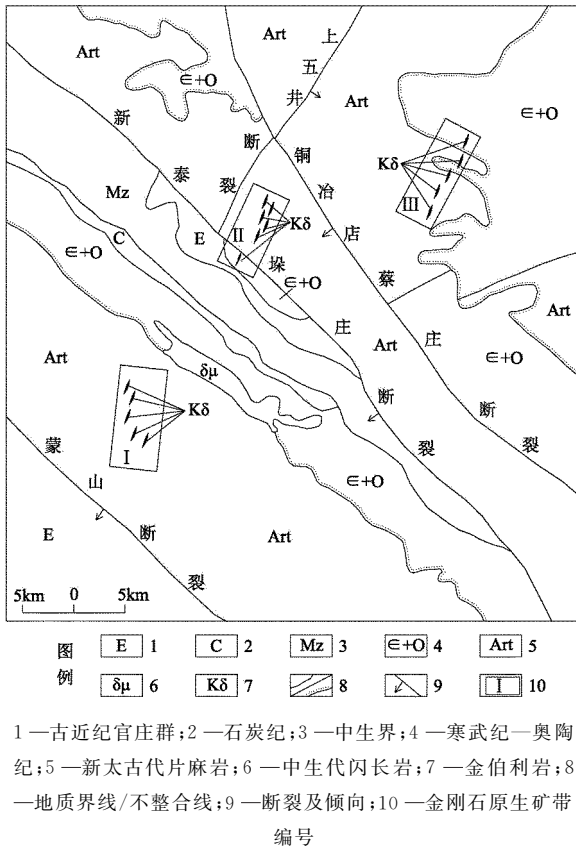 Art
上
Art
∈+O
五
井
Art
∈+O
新
断
铜
Kδ
泰
裂
冶
Mz
Ⅲ
C
E
Ⅱ
Kδ
店
∈+O
垛
蔡
∈+O
庄
庄
Art
Art
Art
δμ
断
∈+O
Kδ
断
裂
裂
蒙
Ⅰ
山
∈+O
E
断
Art
裂
5km 0 5km
图例
E 1 C 2 Mz 3 ∈+O 4 Art 5
δμ 6 Kδ 7 8 9 Ⅰ 10
1—古近纪官庄群;2—石炭纪;3—中生界;4—寒武纪—奥陶
纪;5—新太古代片麻岩;6—中生代闪长岩;7—金伯利岩;8
—地质界线/不整合线;9—断裂及倾向;10—金刚石原生矿带
编号